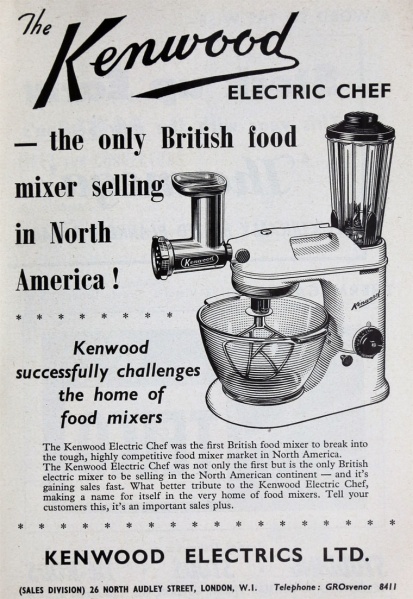 The
Kenwood
ELECTRIC CHEF
— the only British food
mixer selling
in North
America!
Kenwood
Kenwood
* * * * * * * *
Kenwood
successfully challenges
the home of
food mixers
The Kenwood Electric Chef was the first British food mixer to break into
the tough, highly competitive food mixer market in North America.
The Kenwood Electric Chef was not only the first but is the only British
electric mixer to be selling in the North American continent — and it's
gaining sales fast. What better tribute to the Kenwood Electric Chef,
making a name for itself in the very home of food mixers. Tell your
customers this, it's an important sales plus.
* * * * * * * * * * * * * * * * * * * *
KENWOOD ELECTRICS LTD.
(SALES DIVISION) 26 NORTH AUDLEY STREET, LONDON, W.I. Telephone: GROsvenor 8411